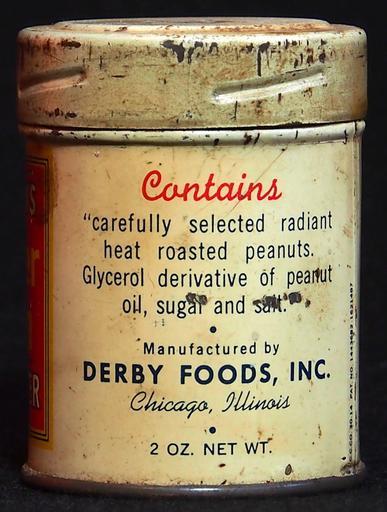 Contains
"carefully selected radiant
heat roasted peanuts.
Glycerol derivative of peanut
oil, sugar and salt."
•
Manufactured by
DERBY FOODS, INC.
Chicago, Illinois
•
2 OZ. NET WT.
S
r
ER